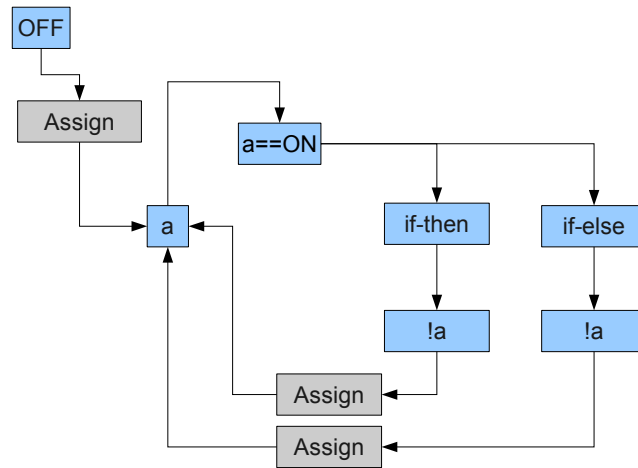 OFF
Assign
a==ON
a
if-then
if-else
!a
!a
Assign
Assign